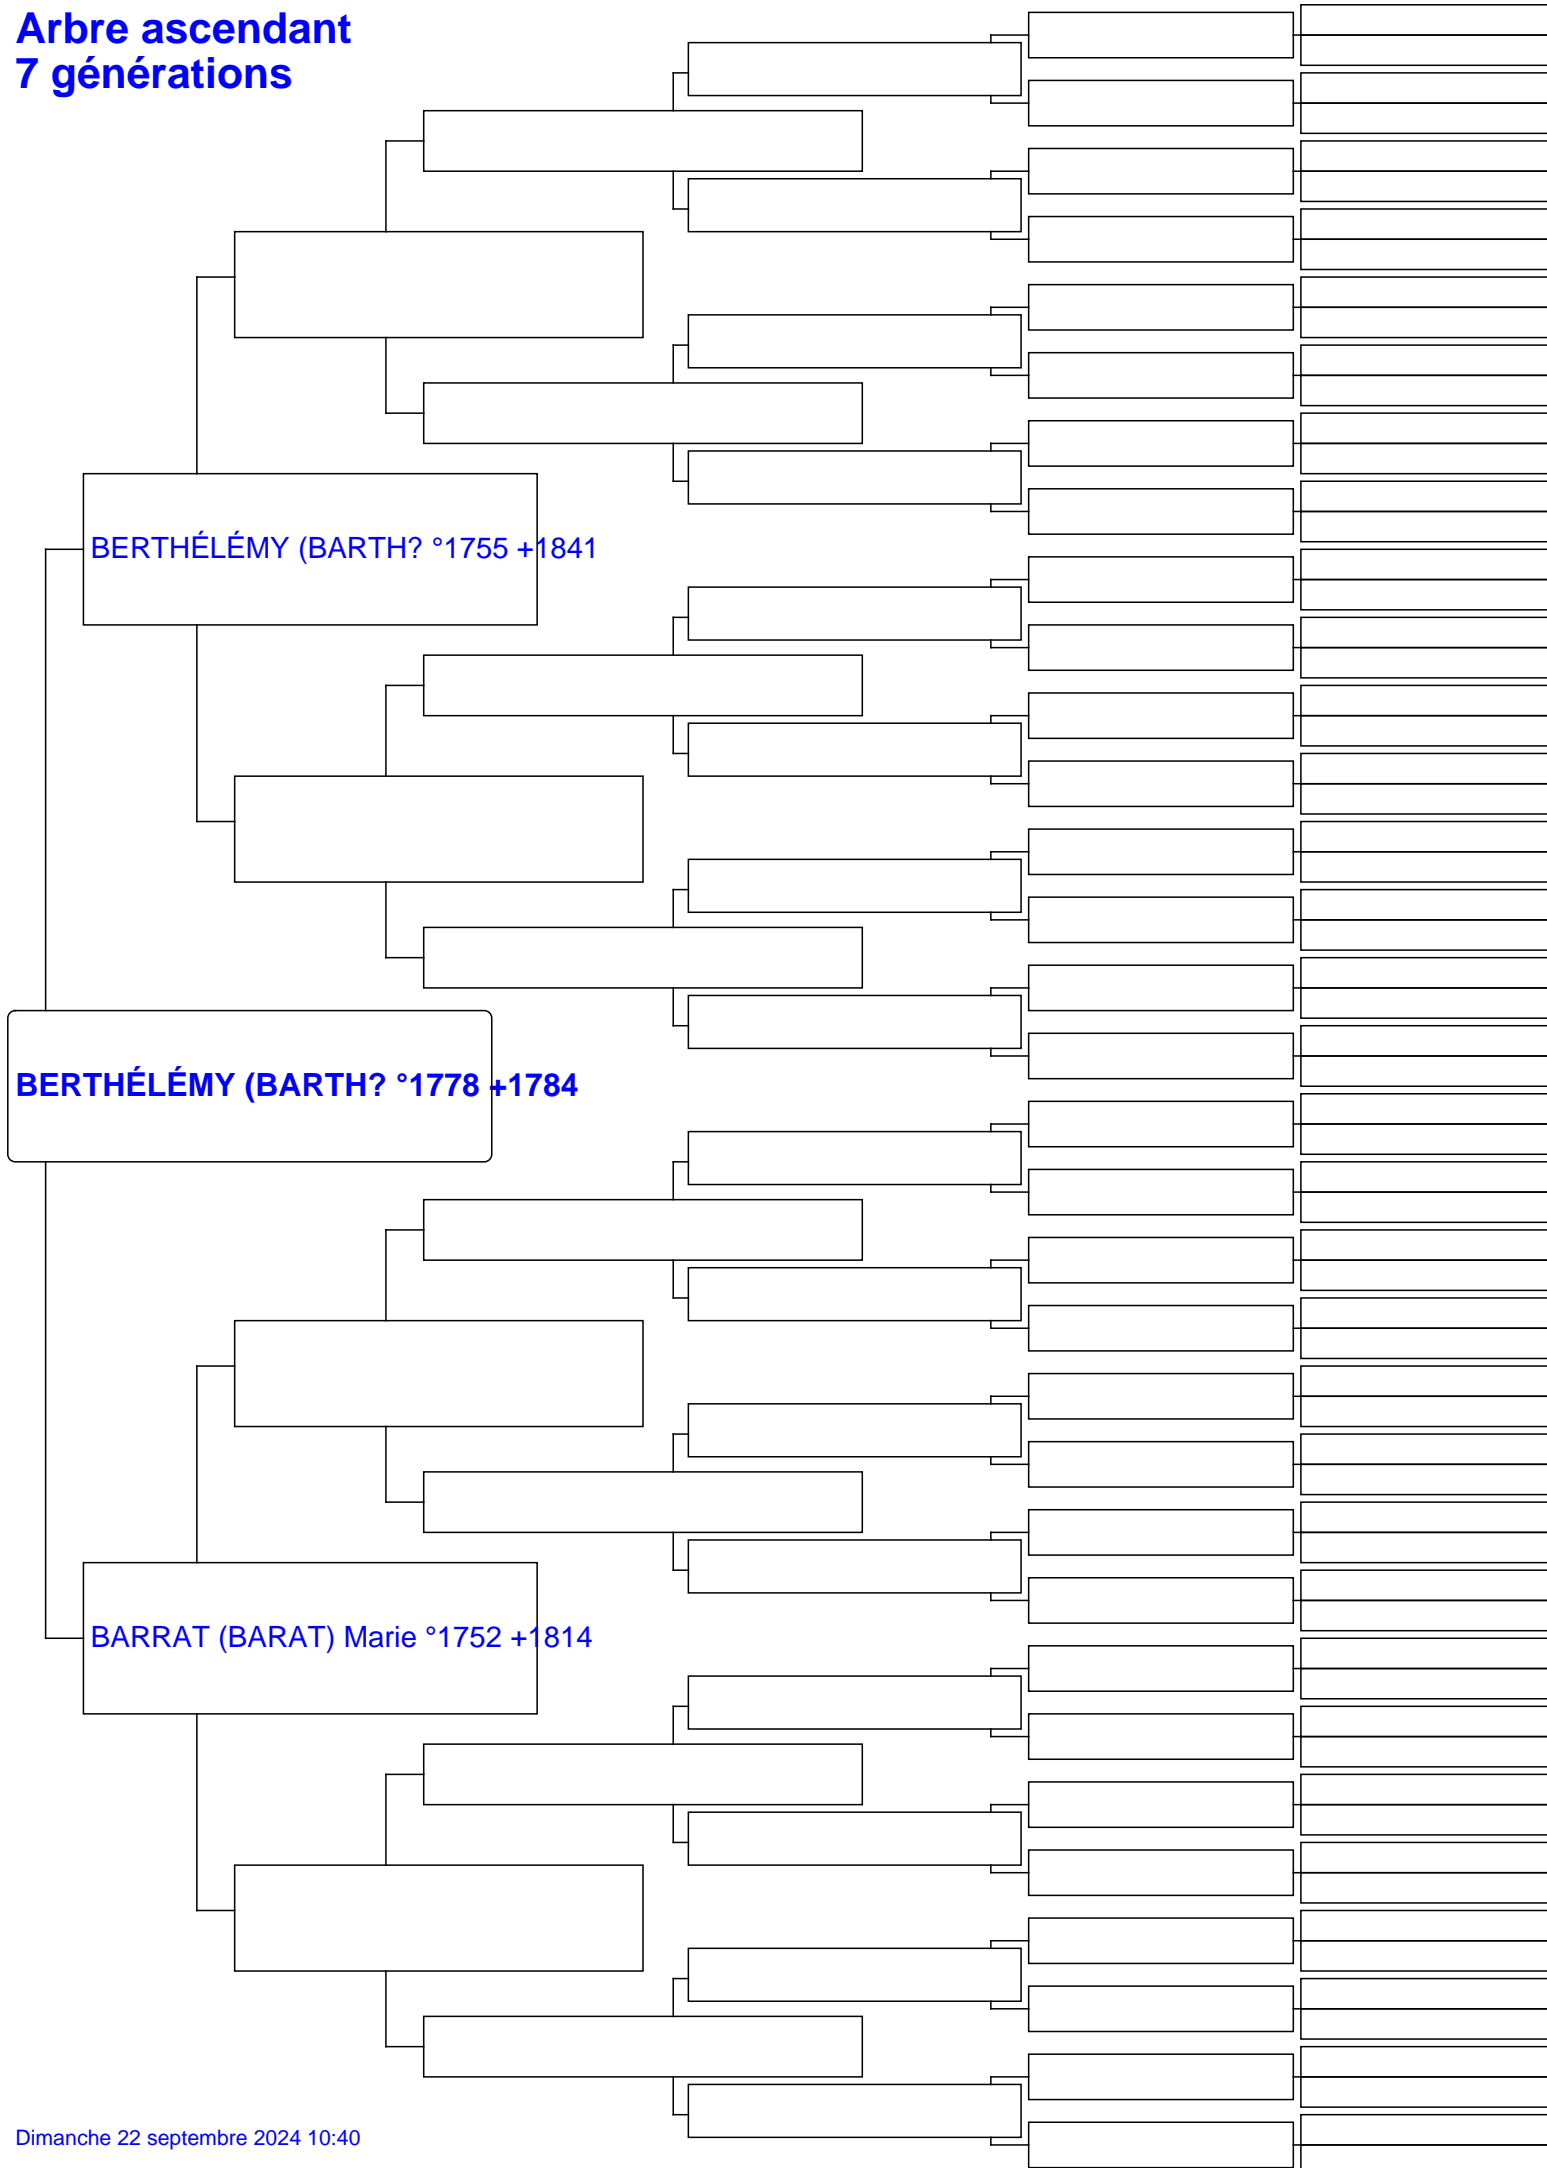 Arbre ascendant
7 générations
BERTHÉLÉMY (BARTH? °1755 +1841
BERTHÉLÉMY (BARTH? °1778 +1784
BARRAT (BARAT) Marie °1752 +1814
Dimanche 22 septembre 2024 10:40